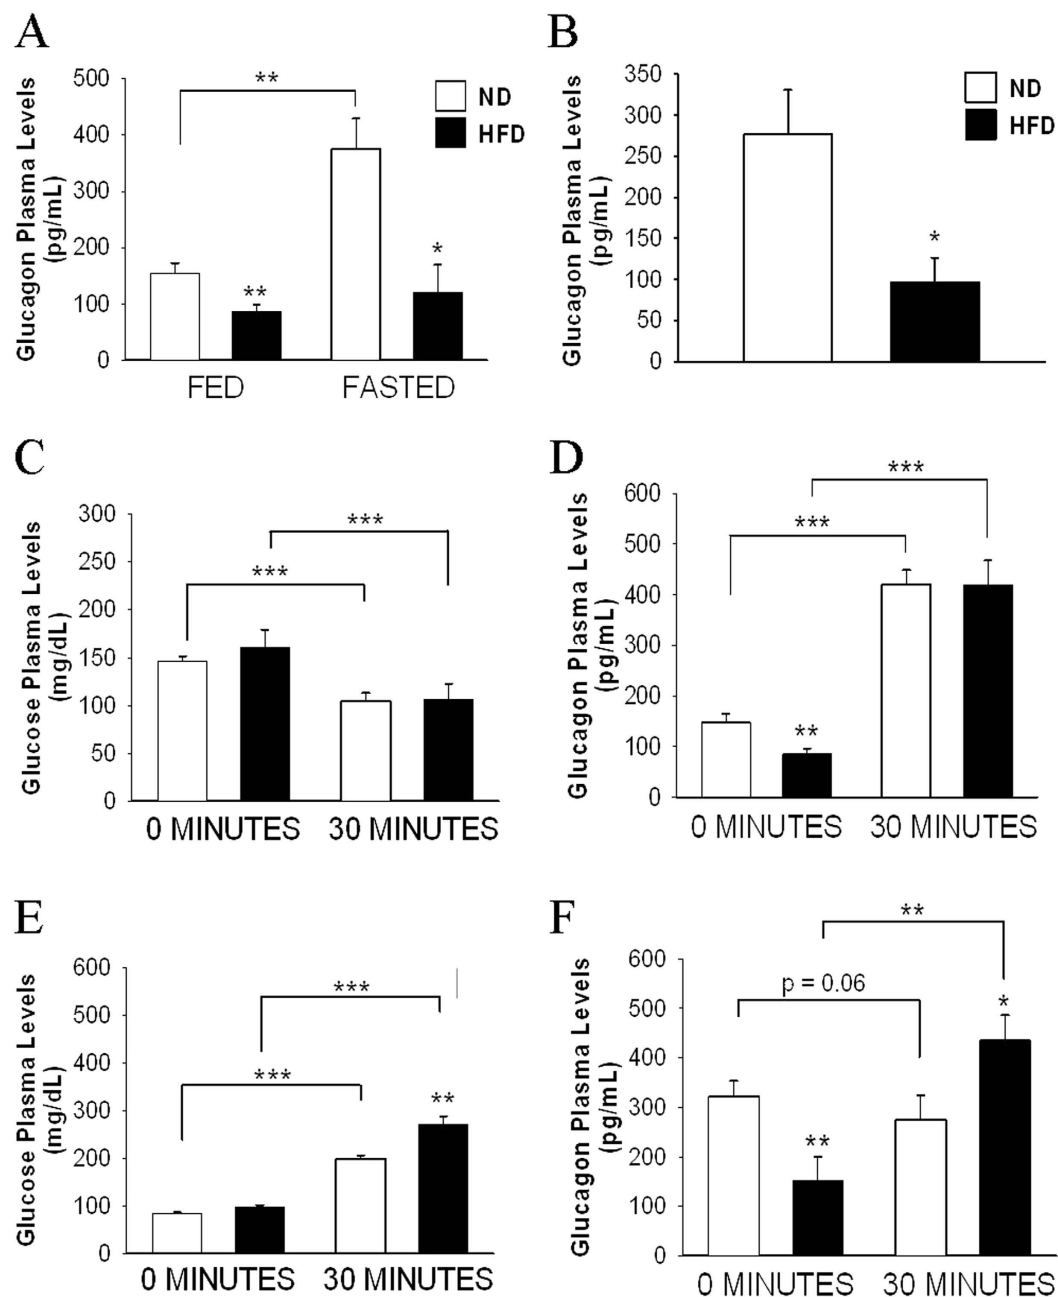 A
Glucagon Plasma Levels
(pg/mL)
500
400
300
200
100
0
**
ND
HFD
**
*
FED
FASTED
B
Glucagon Plasma Levels
(pg/mL)
350
300
250
200
150
100
50
0
ND
HFD
*
C
Glucose Plasma Levels
(mg/dL)
300
250
200
150
100
50
0
***
***
0 MINUTES
30 MINUTES
D
Glucagon Plasma Levels
(pg/mL)
600
500
400
300
200
100
0
***
***
**
0 MINUTES
30 MINUTES
E
Glucose Plasma Levels
(mg/dL)
600
500
400
300
200
100
0
***
***
**
0 MINUTES
30 MINUTES
F
Glucagon Plasma Levels
(pg/mL)
600
500
400
300
200
100
0
**
p = 0.06
*
**
0 MINUTES
30 MINUTES